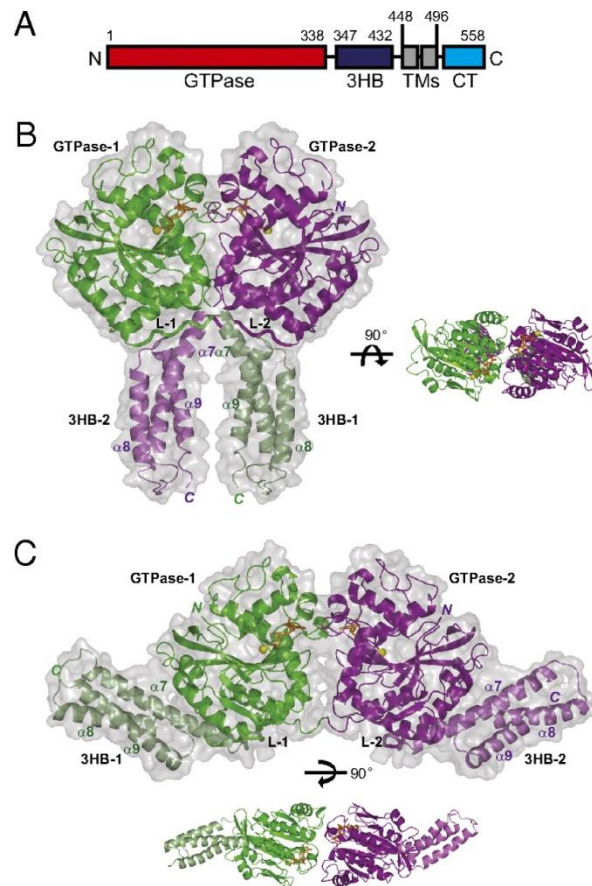 A
1 338 347 432 448 496 558
N C
GTPase 3HB TMs CT
B
GTPase-1 GTPase-2
N N
L-1 L-2
α7 α7
90°
α9 α9
3HB-2 3HB-1
α8 α8
C C
C
GTPase-1 GTPase-2
N N
C α7 α7 C
α8 α8
α9 α9
3HB-1 L-1 L-2 3HB-2
90°